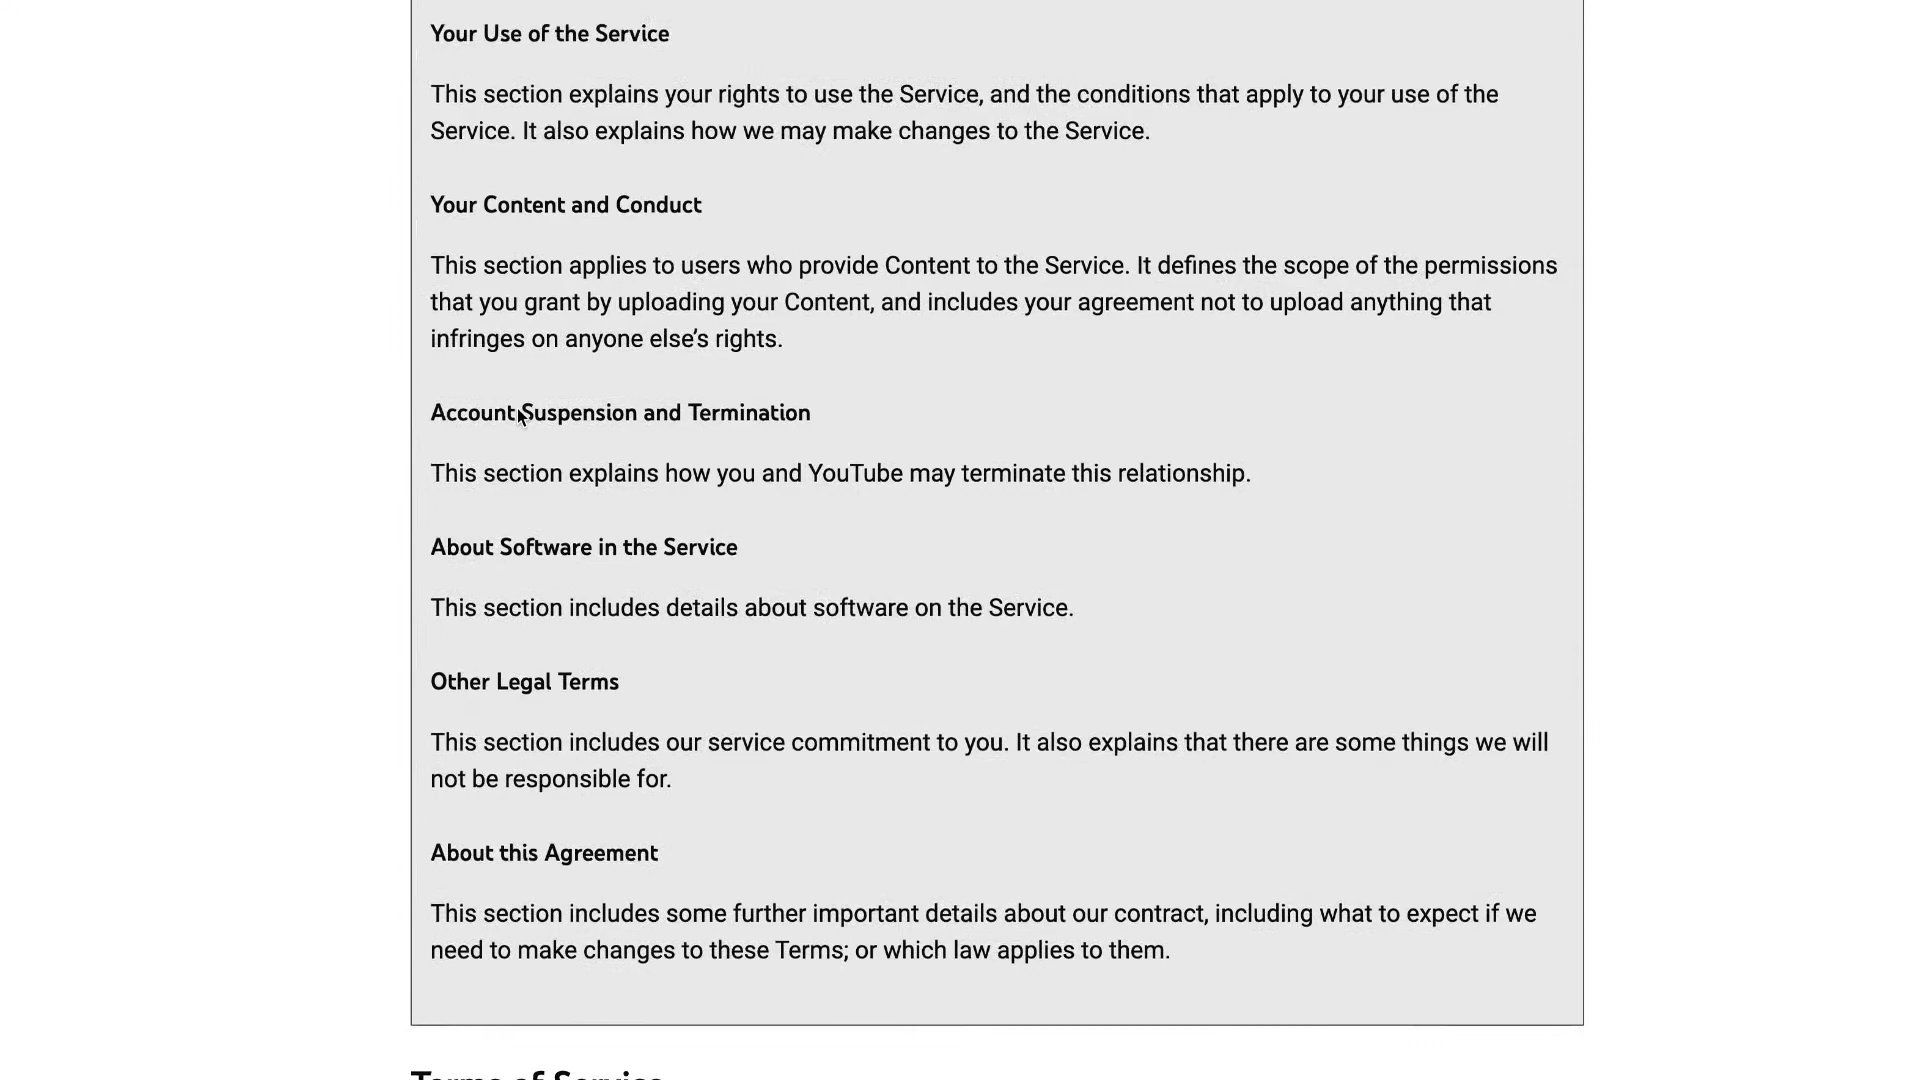 Your Use of the Service
This section explains your rights to use the Service, and the conditions that apply to your use of the
Service. It also explains how we may make changes to the Service.
Your Content and Conduct
This section applies to users who provide Content to the Service. It defines the scope of the permissions
that you grant by uploading your Content, and includes your agreement not to upload anything that
infringes on anyone else’s rights.
Account Suspension and Termination
This section explains how you and YouTube may terminate this relationship.
About Software in the Service
This section includes details about software on the Service.
Other Legal Terms
This section includes our service commitment to you. It also explains that there are some things we will
not be responsible for.
About this Agreement
This section includes some further important details about our contract, including what to expect if we
need to make changes to these Terms; or which law applies to them.
Terms of Service